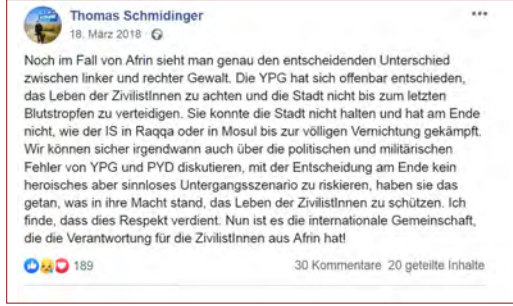 Thomas Schmidinger
18. März 2018
Noch im Fall von Afrin sieht man genau den entscheidenden Unterschied
zwischen linker und rechter Gewalt. Die YPG hat sich offenbar entschieden,
das Leben der ZivilistInnen zu achten und die Stadt nicht bis zum letzten
Blutstropfen zu verteidigen. Sie konnte die Stadt nicht halten und hat am Ende
nicht, wie der IS in Raqqa oder in Mosul bis zur völligen Vernichtung gekämpft.
Wir können sicher irgendwann auch über die politischen und militärischen
Fehler von YPG und PYD diskutieren, mit der Entscheidung am Ende kein
heroisches aber sinnloses Untergangsszenario zu riskieren, haben sie das
getan, was in ihre Macht stand, das Leben der ZivilistInnen zu schützen. Ich
finde, dass dies Respekt verdient. Nun ist es die internationale Gemeinschaft,
die die Verantwortung für die ZivilistInnen aus Afrin hat!
189 30 Kommentare 20 geteilte Inhalte